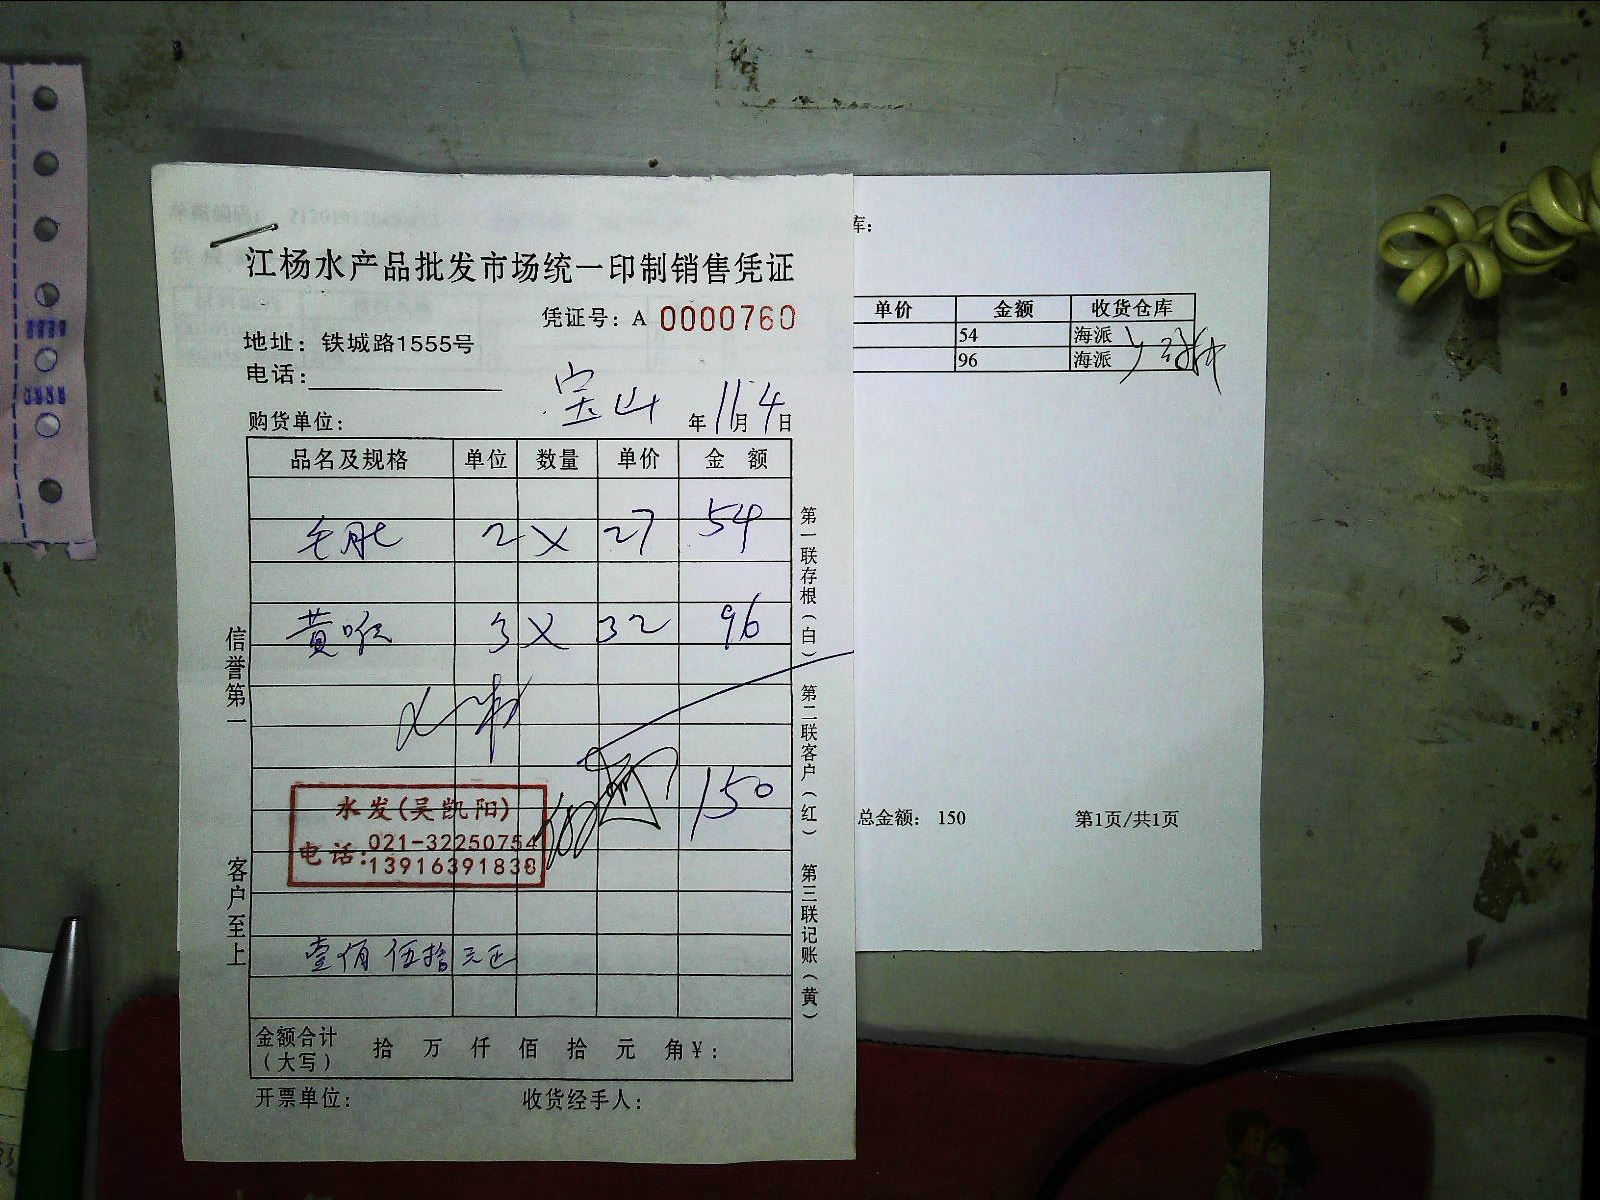 江杨水产品批发市场统一印制销售凭证
凭证号：A 0000760
地址：铁城路1555号
电话：
宝山
购货单位： 年 11月 4日
品名及规格 单位 数量 单价 金 额
毛肚 2 X 27 54
黄喉 3 X 32 96
150
水发(吴凯阳)
电话:021-32250754
13916391838
壹佰伍拾元正
金额合计
（大写） 拾 万 仟 佰 拾 元 角 ¥：
开票单位： 收货经手人：
信誉第一
客户至上
第一联存根（白） 第二联客户（红） 第三联记账（黄）
库：
单价 金额 收货仓库
54 海派
96 海派
总金额： 150 第1页/共1页